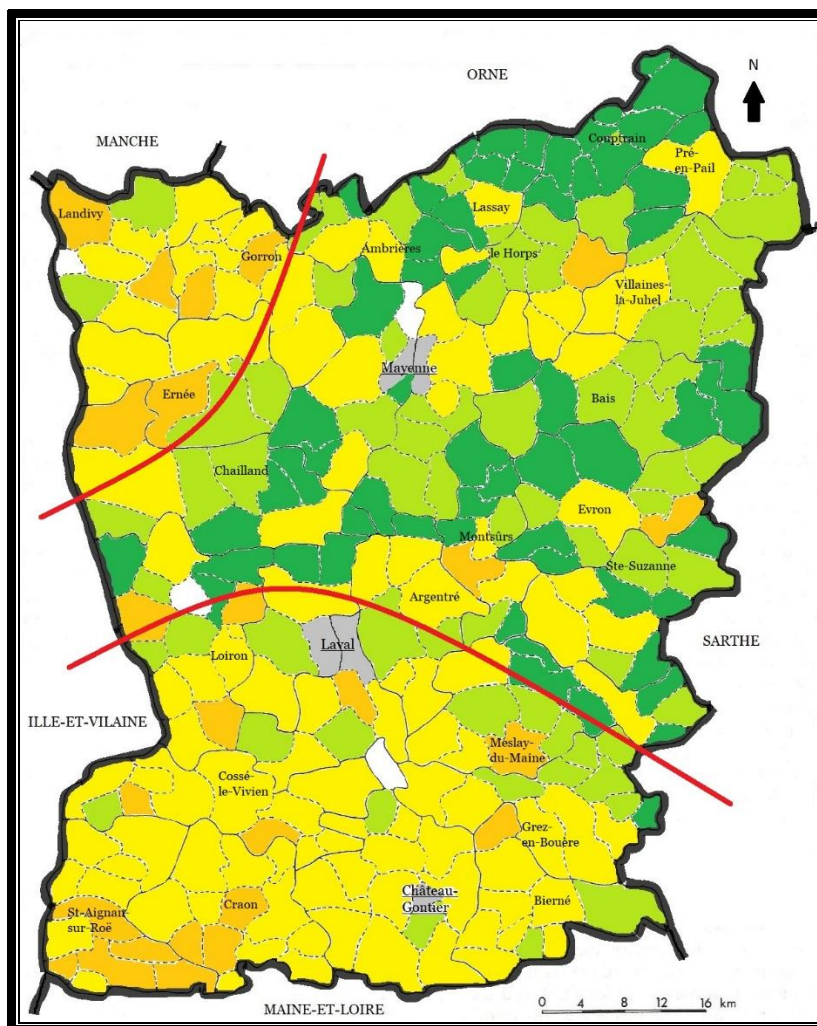 ORNE
N
MANCHE
Couptrain
Pré-
en-Pail
Landivy
Lassay
Gorron
Ambrières
le Horps
Villaines-
la-Juhel
Mayenne
Ernée
Bais
Chailland
Evron
Montsûrs
Ste-Suzanne
Argentré
SARTHE
Laval
Loiron
ILLE-ET-VILAINE
Meslay-
du-Maine
Cossé-
le-Vivien
Grez-
en-Bouère
Château-
Gontier
Bierné
Craon
St-Aignan-
sur-Roë
0 4 8 12 16 km
MAINE-ET-LOIRE